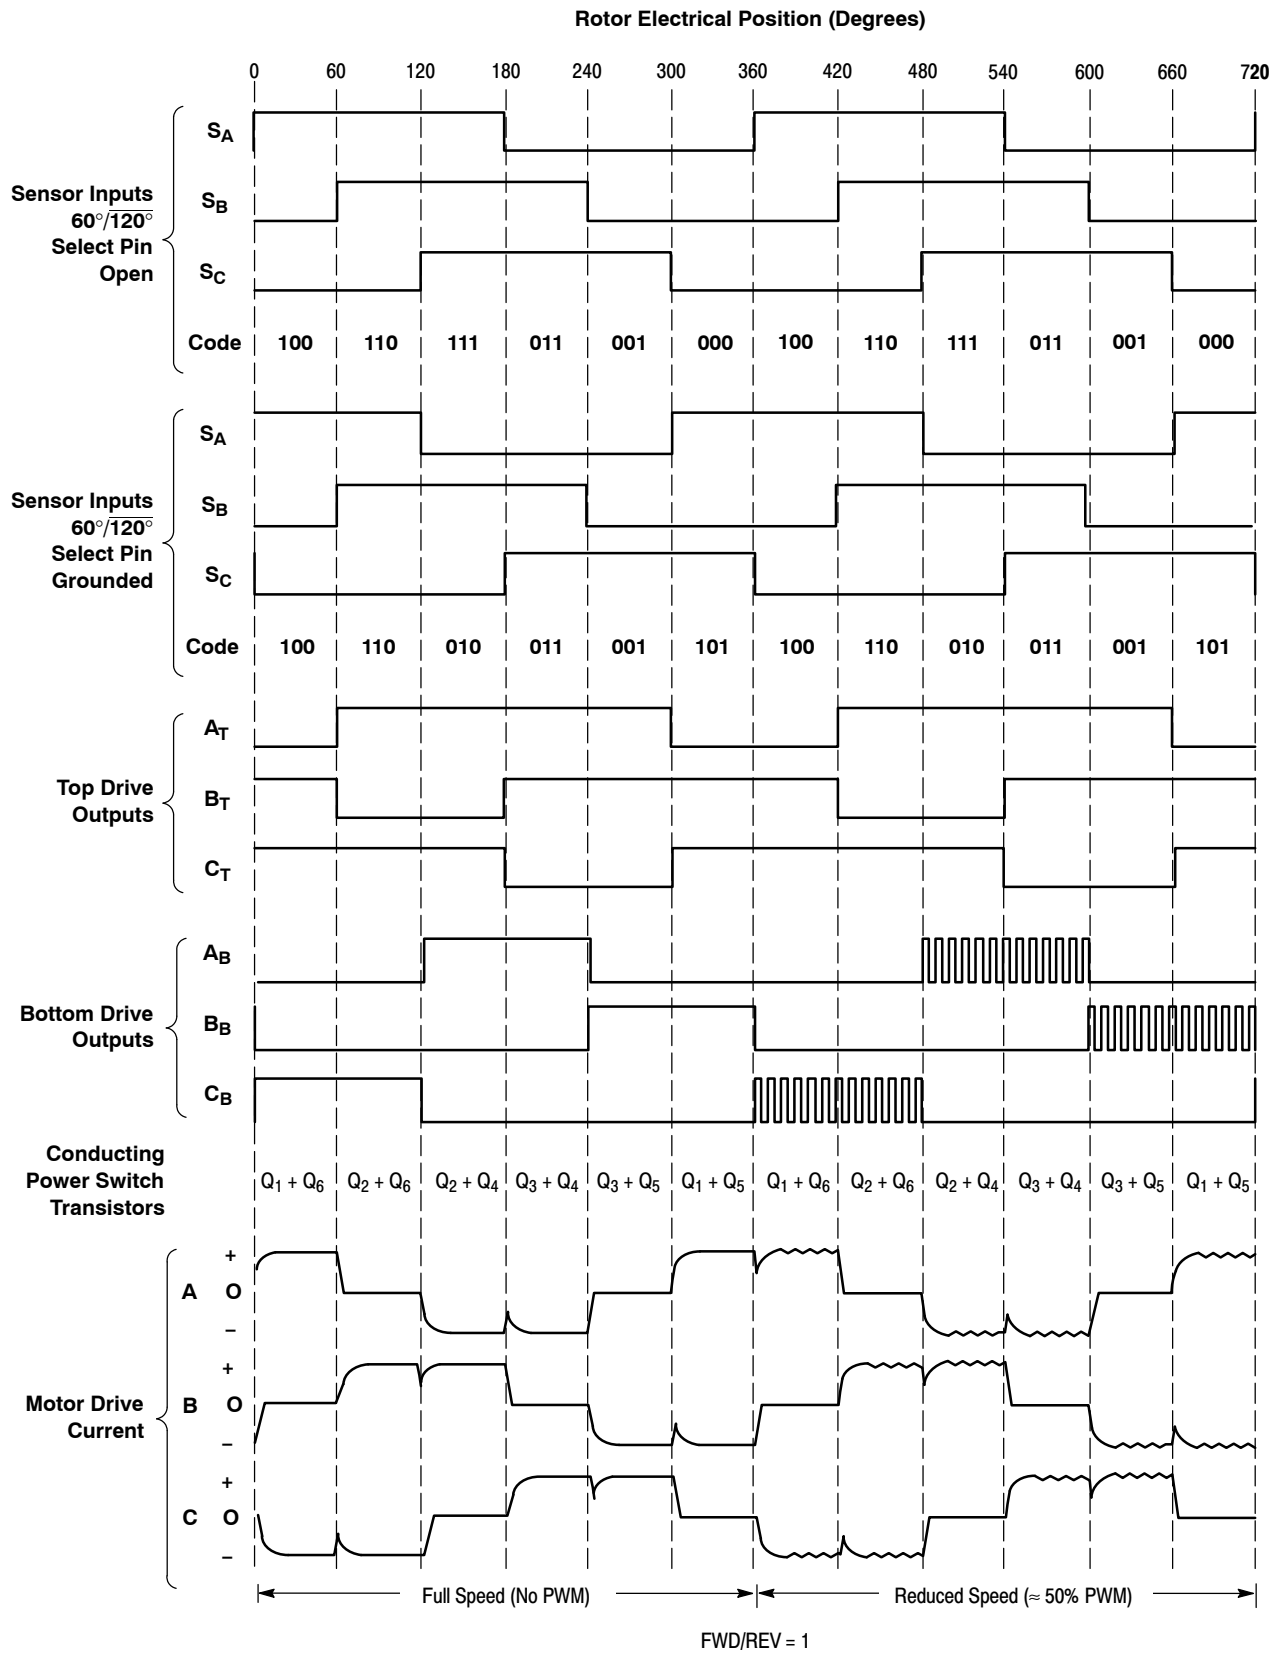 Rotor Electrical Position (Degrees)
0 60 120 180 240 300 360 420 480 540 600 660 720
Sensor Inputs
60°/120°
Select Pin
Open
SA
SB
SC
Code 100 110 111 011 001 000 100 110 111 011 001 000
Sensor Inputs
60°/120°
Select Pin
Grounded
SA
SB
SC
Code 100 110 010 011 001 101 100 110 010 011 001 101
Top Drive
Outputs
AT
BT
CT
Bottom Drive
Outputs
AB
BB
CB
Conducting
Power Switch
Transistors
Q1 + Q6 Q2 + Q6 Q2 + Q4 Q3 + Q4 Q3 + Q5 Q1 + Q5 Q1 + Q6 Q2 + Q6 Q2 + Q4 Q3 + Q4 Q3 + Q5 Q1 + Q5
Motor Drive
Current
+
A O
–
+
B O
–
+
C O
–
Full Speed (No PWM) Reduced Speed (≈ 50% PWM)
FWD/REV = 1